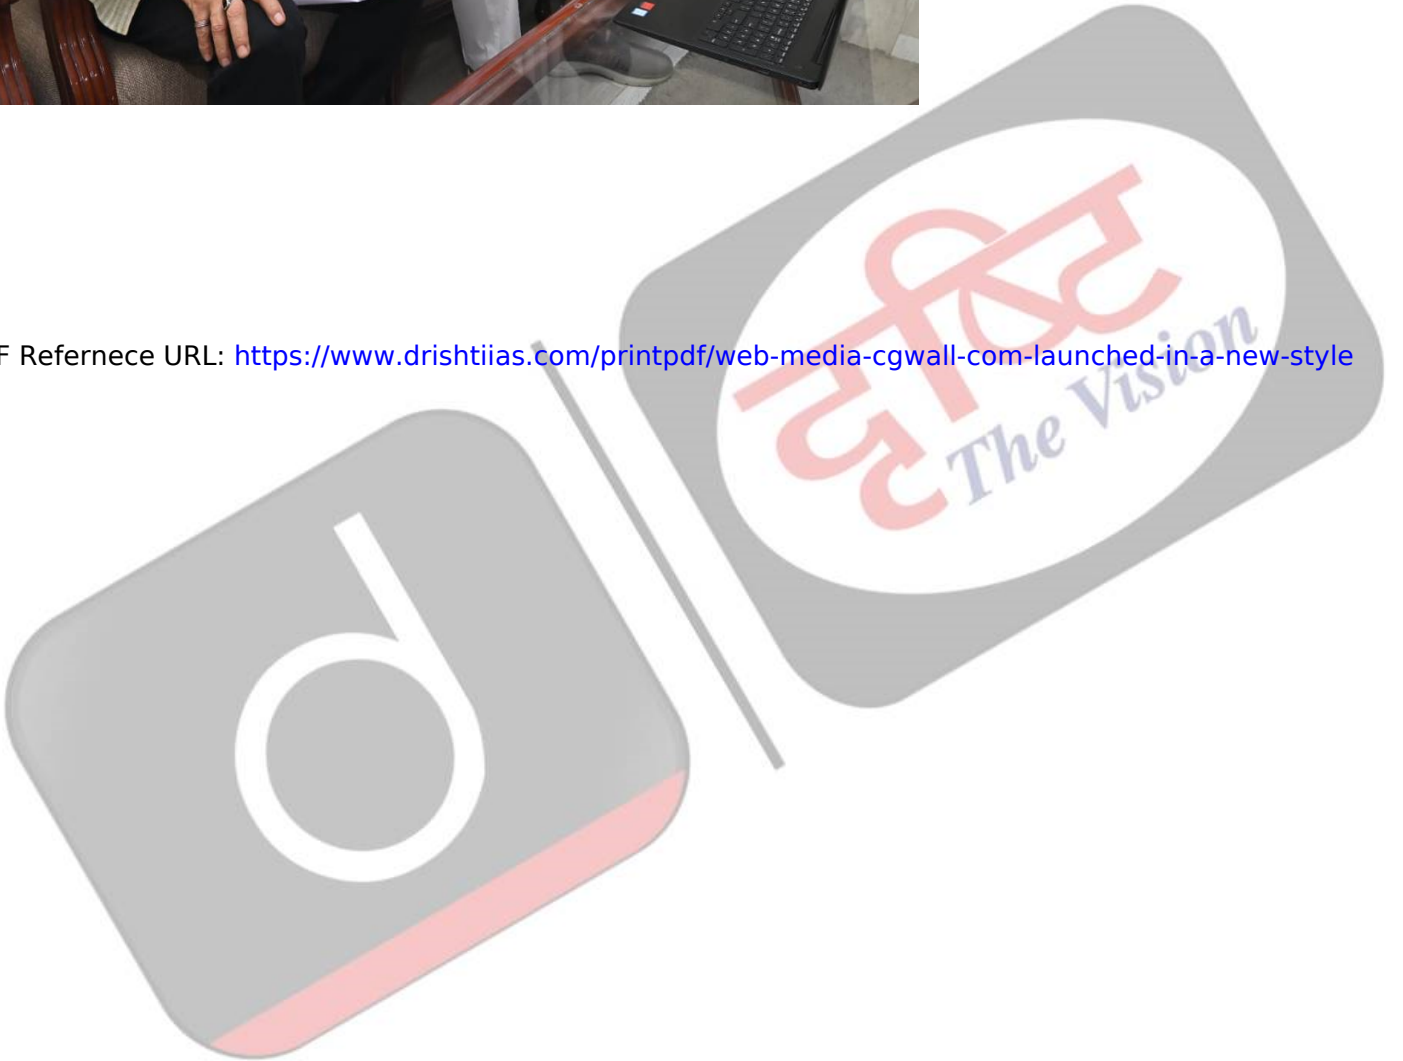 F Refernece URL: https://www.drishtiias.com/printpdf/web-media-cgwall-com-launched-in-a-new-style
दृष्टि
The Vision
d